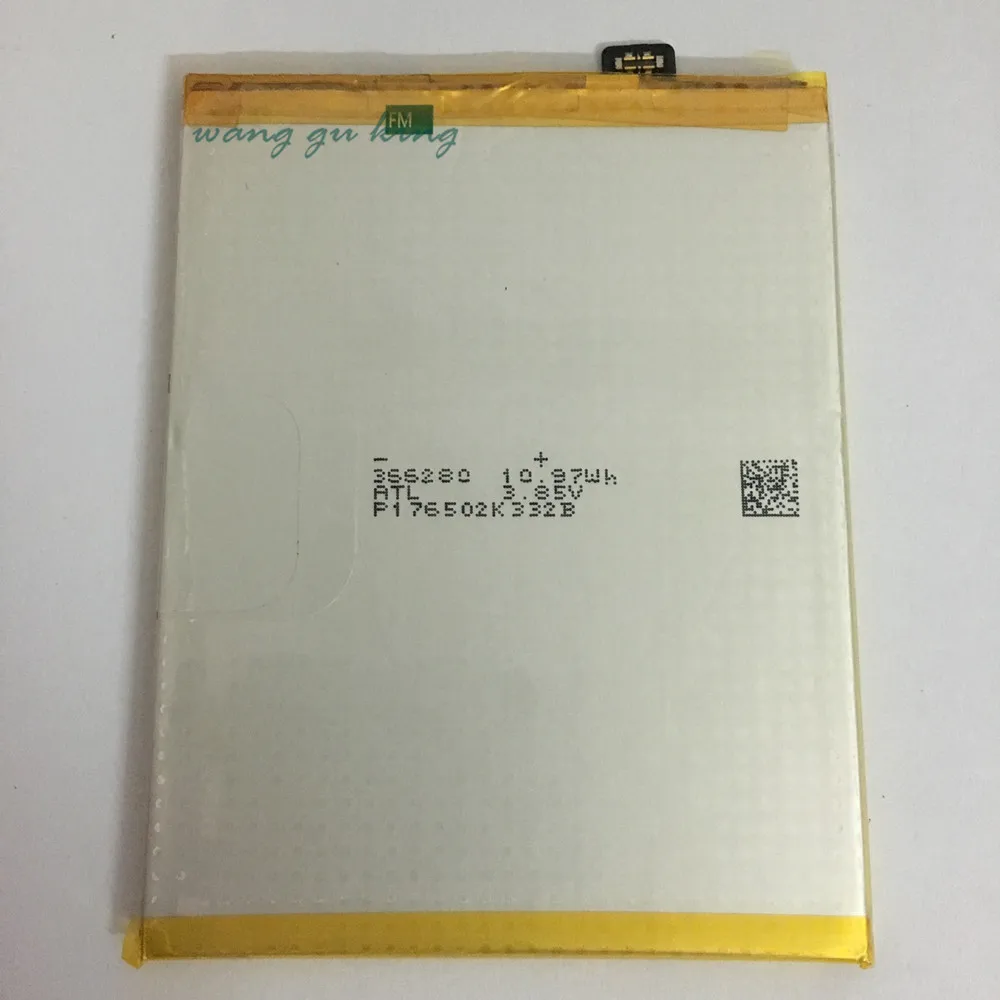 FM
wang gu king
- +
366280 10.97Wh
ATL 3.85V
P176502K332B